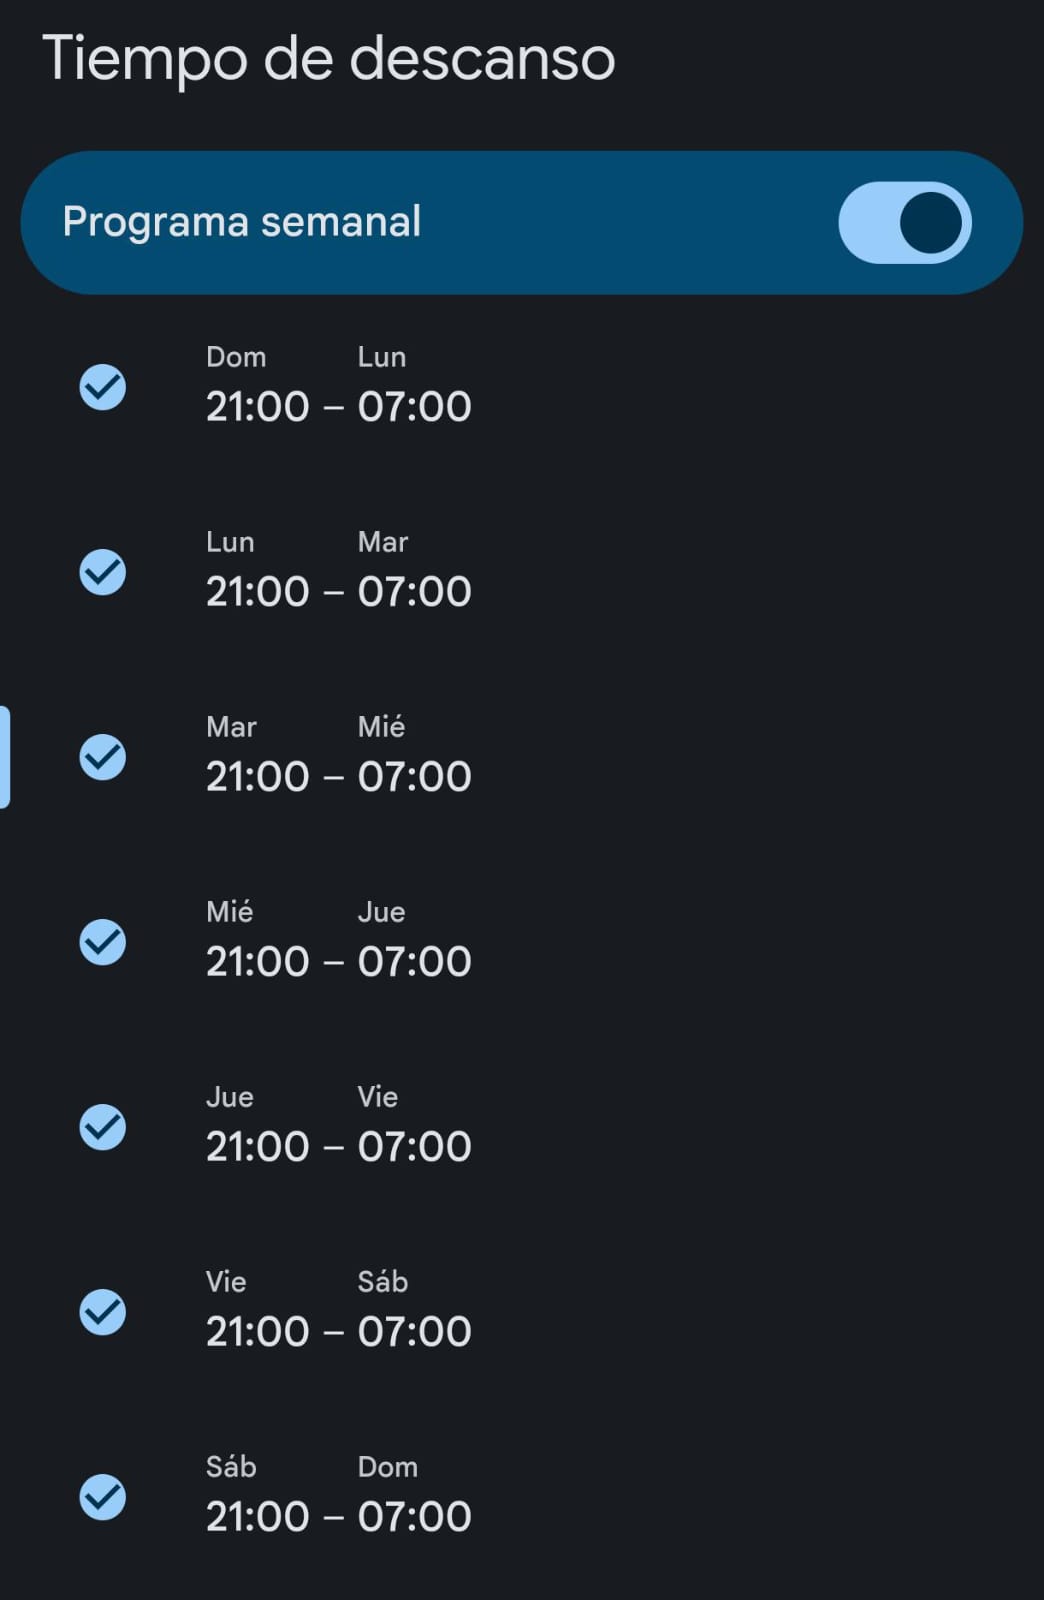 Tiempo de descanso
Programa semanal
Dom Lun
21:00 – 07:00
Lun Mar
21:00 – 07:00
Mar Mié
21:00 – 07:00
Mié Jue
21:00 – 07:00
Jue Vie
21:00 – 07:00
Vie Sáb
21:00 – 07:00
Sáb Dom
21:00 – 07:00